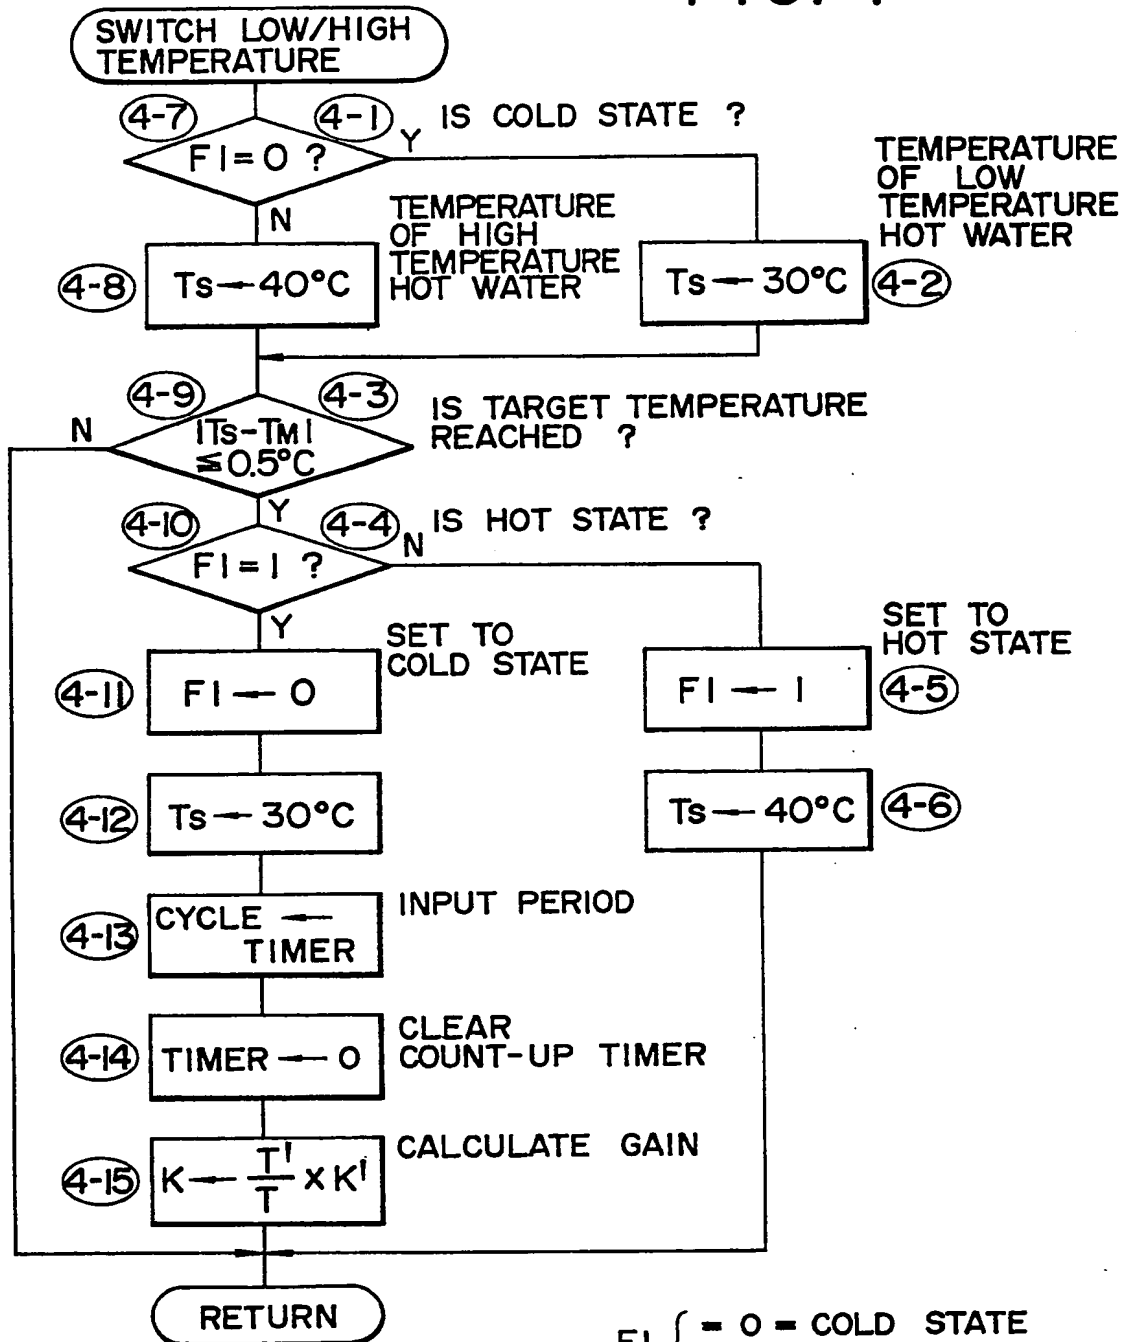 SWITCH LOW/HIGH
TEMPERATURE
4-7
4-1
F1=0 ?
Y
IS COLD STATE ?
N
TEMPERATURE
OF HIGH
TEMPERATURE
HOT WATER
TEMPERATURE
OF LOW
TEMPERATURE
HOT WATER
4-8
Ts←40°C
Ts←30°C
4-2
4-9
4-3
N
|Ts-TM|
≦0.5°C
IS TARGET TEMPERATURE
REACHED ?
Y
4-10
4-4
F1=1 ?
N
IS HOT STATE ?
Y
SET TO
COLD STATE
SET TO
HOT STATE
4-11
F1←0
F1←1
4-5
4-12
Ts←30°C
Ts←40°C
4-6
4-13
CYCLE ←
TIMER
INPUT PERIOD
4-14
TIMER←0
CLEAR
COUNT-UP TIMER
4-15
K← T'/T x K'
CALCULATE GAIN
RETURN
= 0 = COLD STATE